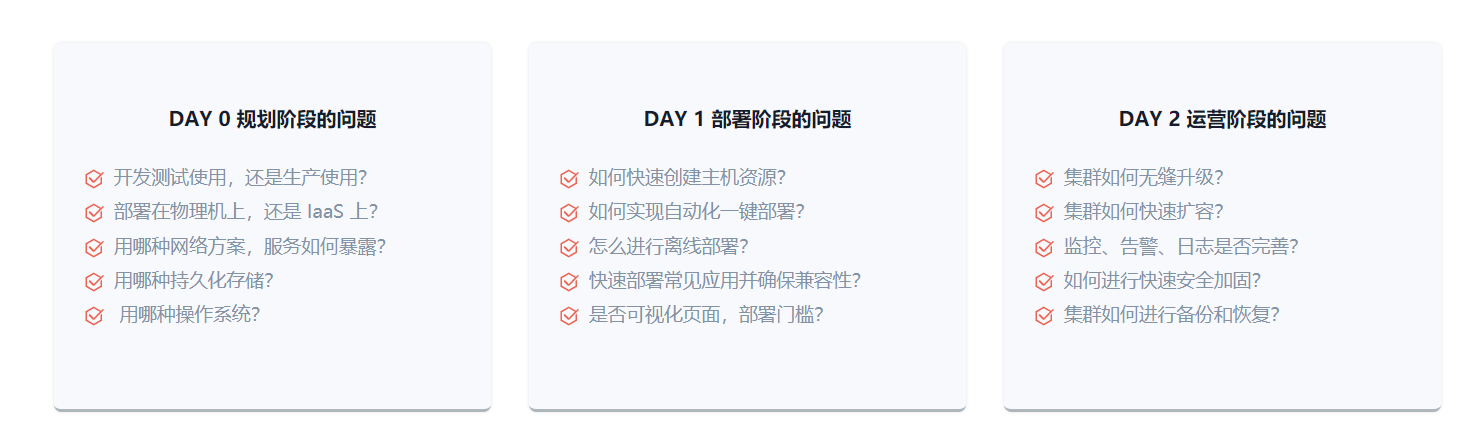 DAY 0 规划阶段的问题
开发测试使用，还是生产使用？
部署在物理机上，还是 IaaS 上？
用哪种网络方案，服务如何暴露？
用哪种持久化存储？
用哪种操作系统？
DAY 1 部署阶段的问题
如何快速创建主机资源？
如何实现自动化一键部署？
怎么进行离线部署？
快速部署常见应用并确保兼容性？
是否可视化页面，部署门槛？
DAY 2 运营阶段的问题
集群如何无缝升级？
集群如何快速扩容？
监控、告警、日志是否完善？
如何进行快速安全加固？
集群如何进行备份和恢复？